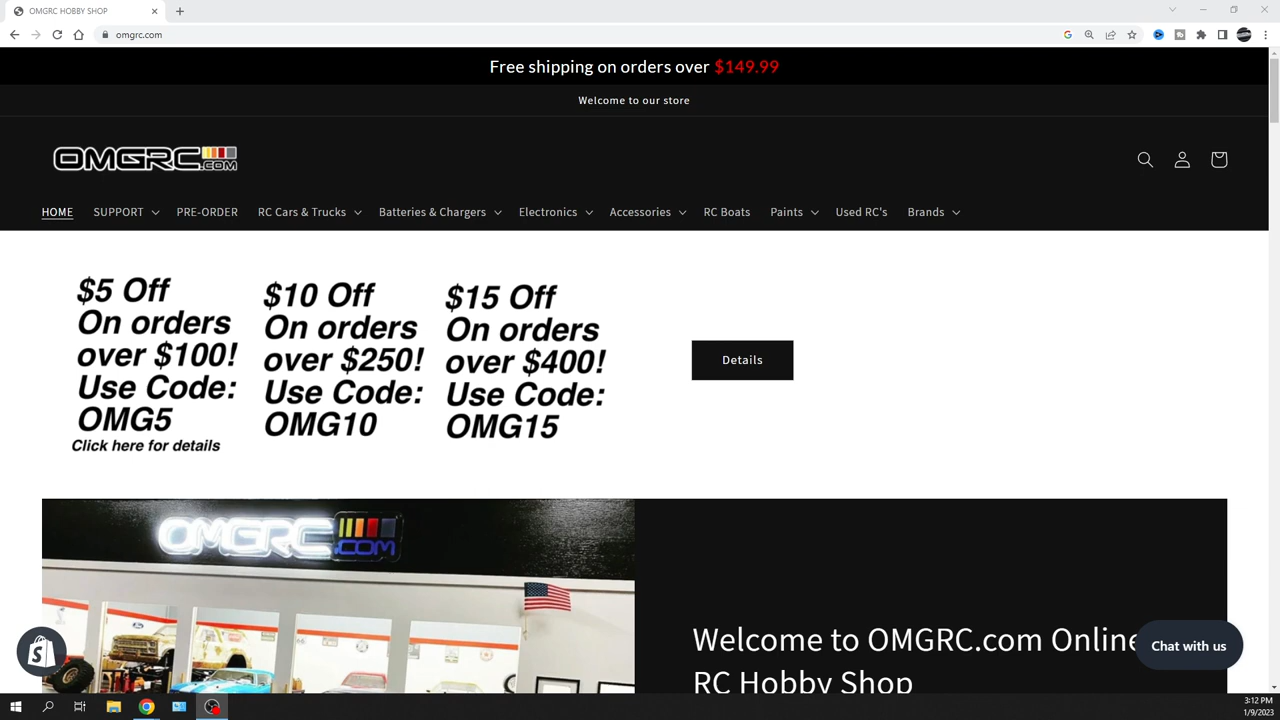 OMGRC HOBBY SHOP
omgrc.com
Free shipping on orders over $149.99
Welcome to our store
OMGRC.COM
HOME
SUPPORT
PRE-ORDER
RC Cars & Trucks
Batteries & Chargers
Electronics
Accessories
RC Boats
Paints
Used RC's
Brands
$5 Off
On orders
over $100!
Use Code:
OMG5
Click here for details
$10 Off
On orders
over $250!
Use Code:
OMG10
$15 Off
On orders
over $400!
Use Code:
OMG15
Details
OMGRC.COM
Welcome to OMGRC.com Online
RC Hobby Shop
Chat with us
3:12 PM
1/9/2023